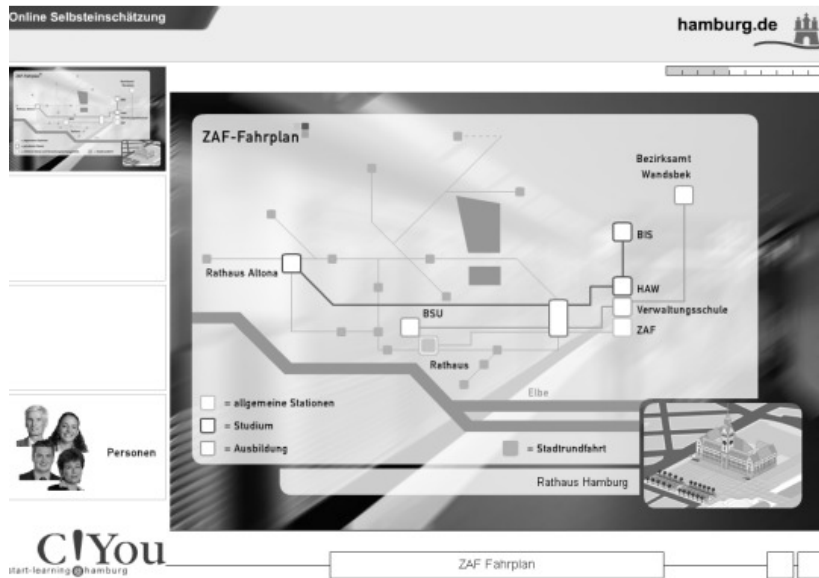 Online Selbsteinschätzung
hamburg.de
ZAF-Fahrplan
Bezirksamt
Wandsbek
BIS
Rathaus Altona
HAW
BSU
Verwaltungsschule
ZAF
Rathaus
Elbe
= allgemeine Stationen
= Studium
= Ausbildung
= Stadtrundfahrt
Rathaus Hamburg
Personen
C!You
start-learning@hamburg
ZAF Fahrplan